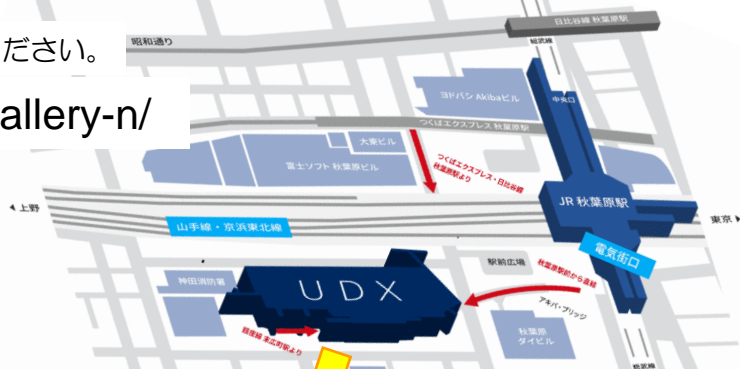 ださい。
allery-n/
昭和通り
日比谷線 秋葉原駅
総武線
ヨドバシ Akibaビル
中央口
つくばエクスプレス 秋葉原駅
大東ビル
富士ソフト 秋葉原ビル
つくばエクスプレス・日比谷線
秋葉原駅より
上野
山手線・京浜東北線
JR 秋葉原駅
東京
電気街口
駅前広場
秋葉原駅前から直結
神田消防署
UDX
アキバ・ブリッジ
秋葉原
ダイビル
銀座線 末広町駅より
総武線